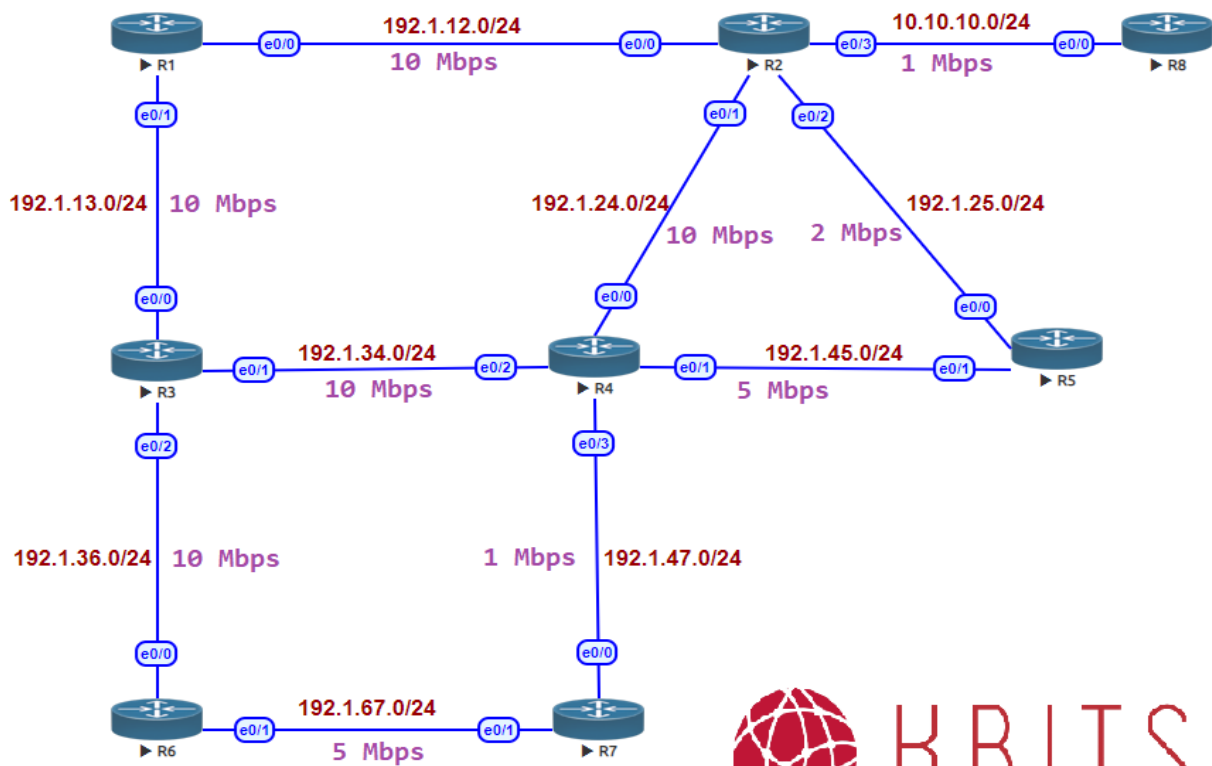 192.1.12.0/24
10.10.10.0/24
e0/0
e0/0
e0/3
e0/0
10 Mbps
1 Mbps
R1
R2
R8
e0/1
e0/1
e0/2
192.1.13.0/24
10 Mbps
192.1.24.0/24
192.1.25.0/24
10 Mbps
2 Mbps
e0/0
e0/0
e0/0
192.1.34.0/24
192.1.45.0/24
e0/1
e0/2
e0/1
e0/1
R3
10 Mbps
R4
5 Mbps
R5
e0/2
e0/3
192.1.36.0/24
10 Mbps
1 Mbps
192.1.47.0/24
e0/0
e0/0
192.1.67.0/24
e0/1
e0/1
R6
5 Mbps
R7
KBITS